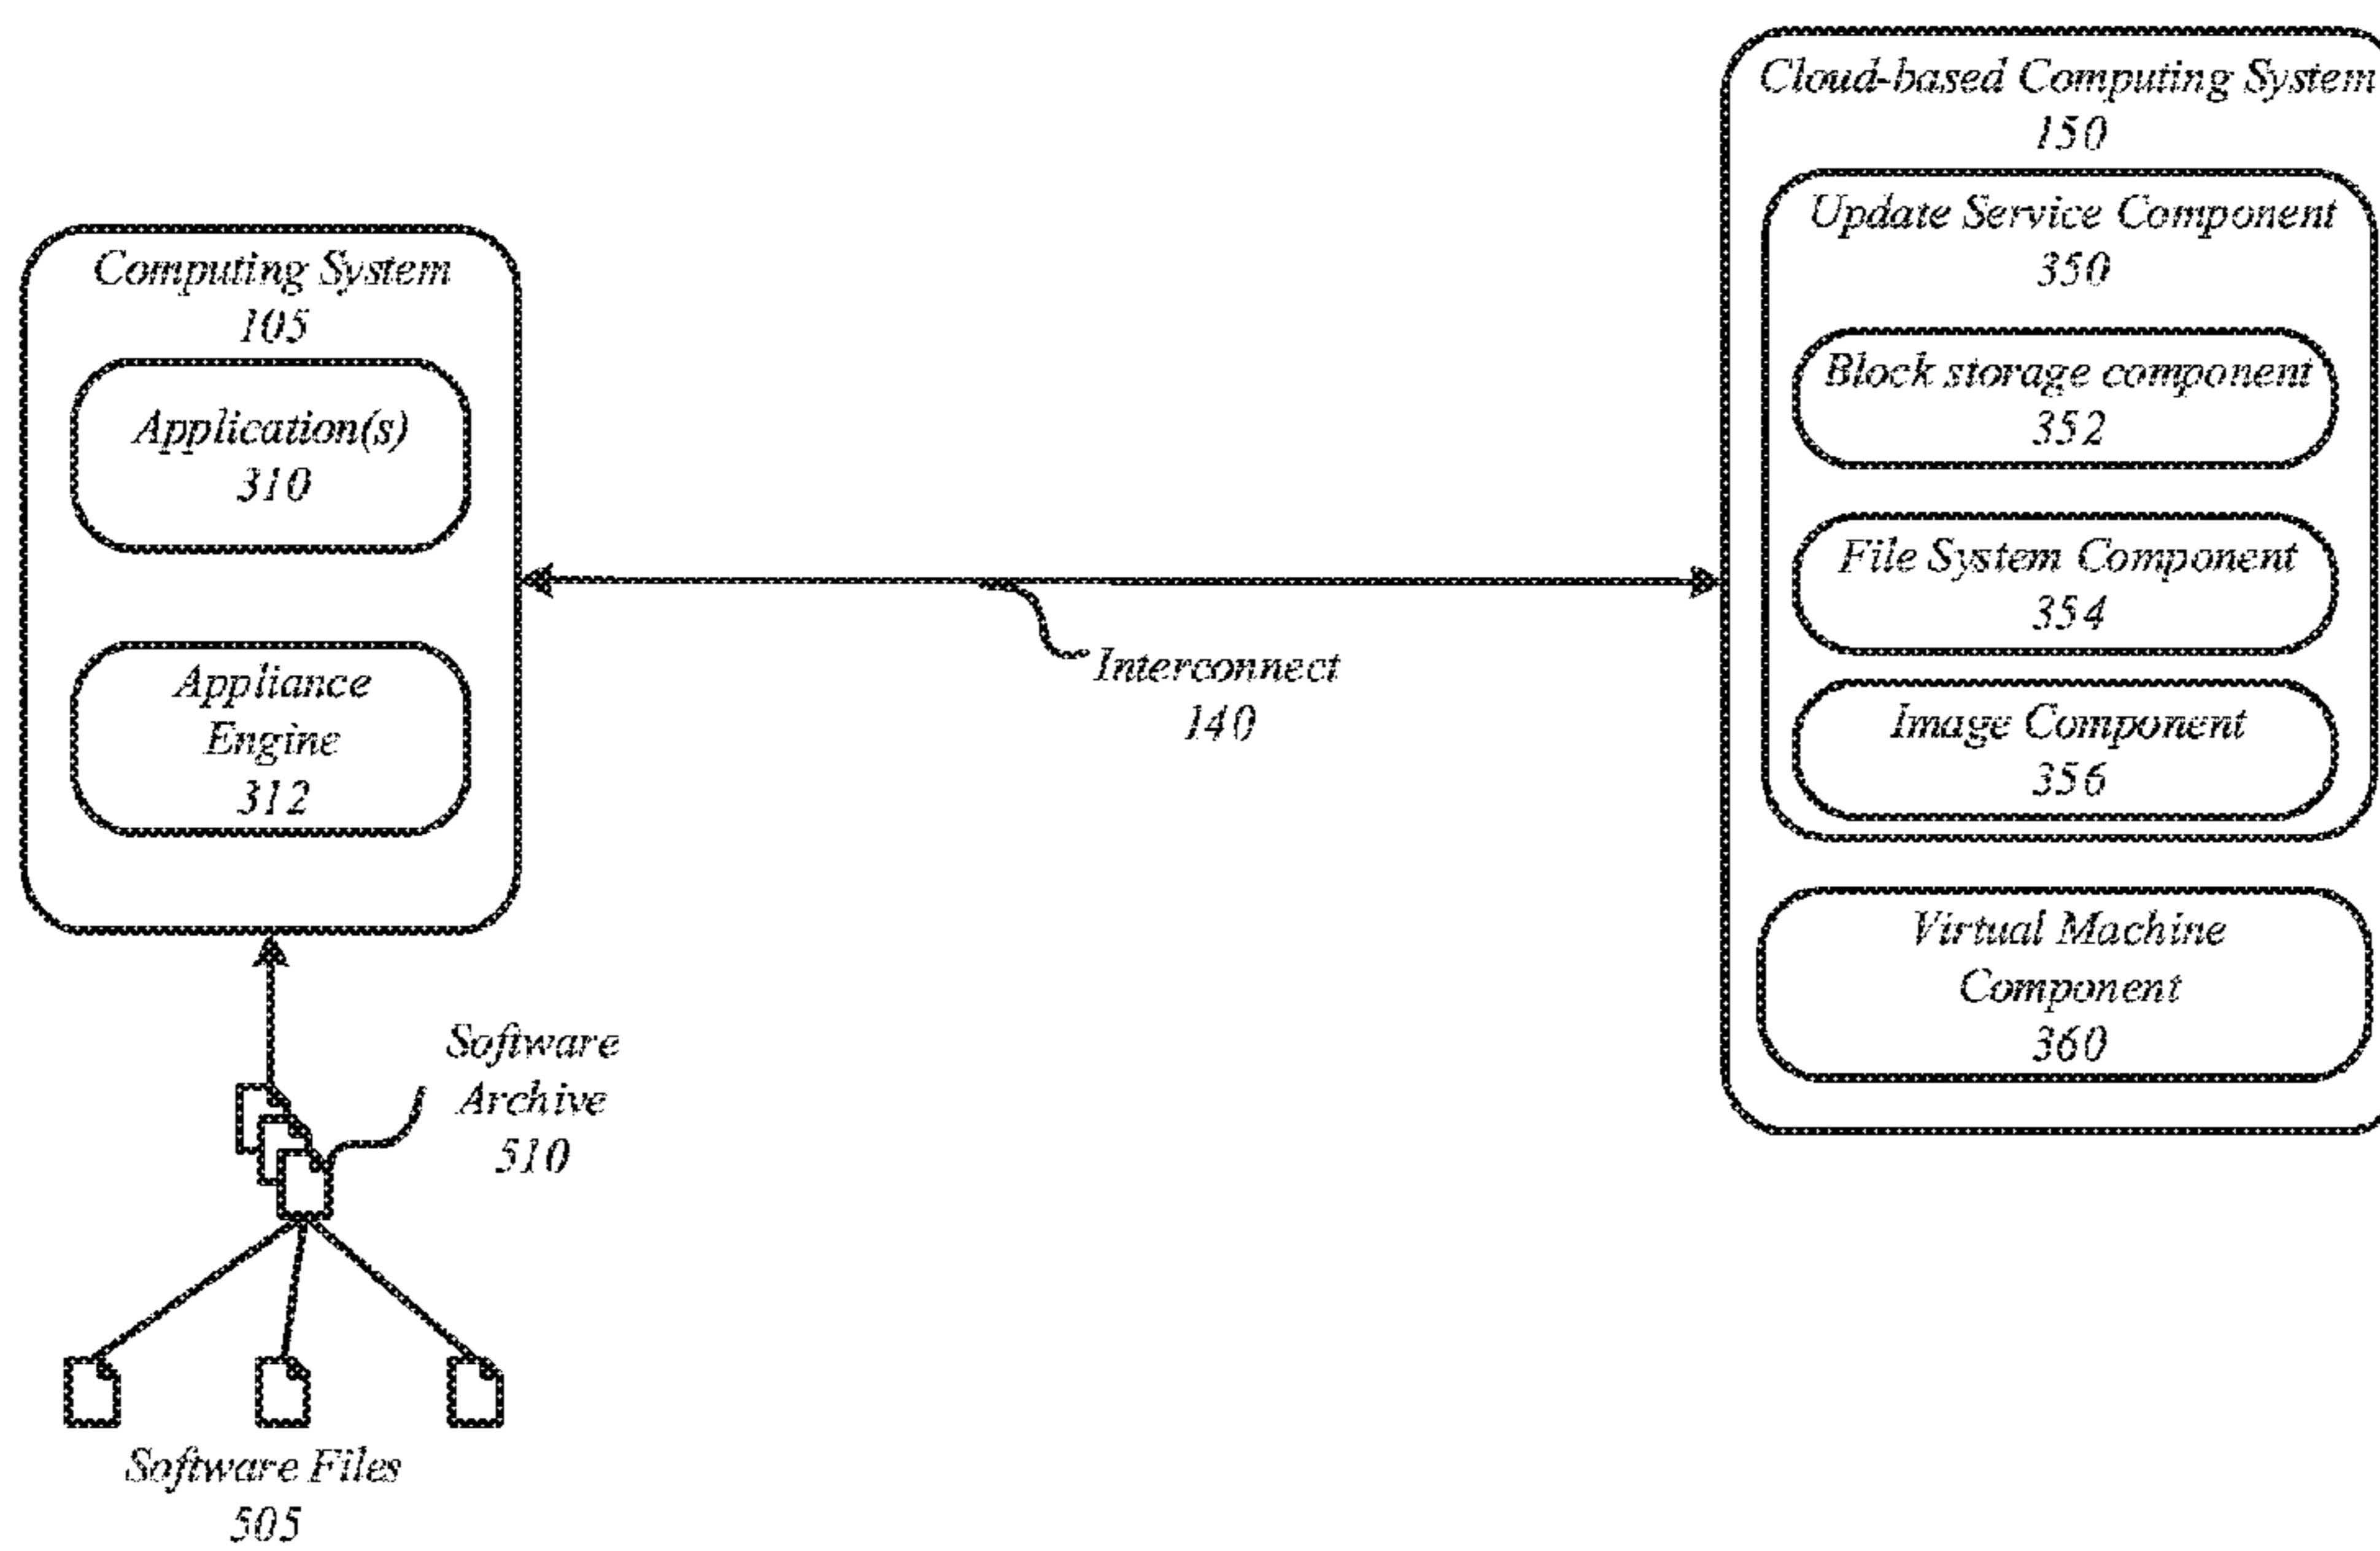 Cloud-based Computing System
150
Update Service Component
350
Block storage component
352
File System Component
354
Image Component
356
Virtual Machine
Component
360
Computing System
105
Application(s)
310
Appliance
Engine
312
Interconnect
140
Software
Archive
510
Software Files
505